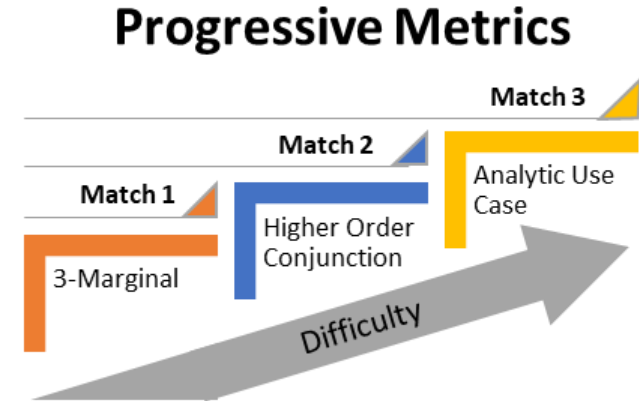 Progressive Metrics
Match 3
Match 2
Analytic Use
Case
Match 1
Higher Order
Conjunction
3-Marginal
Difficulty